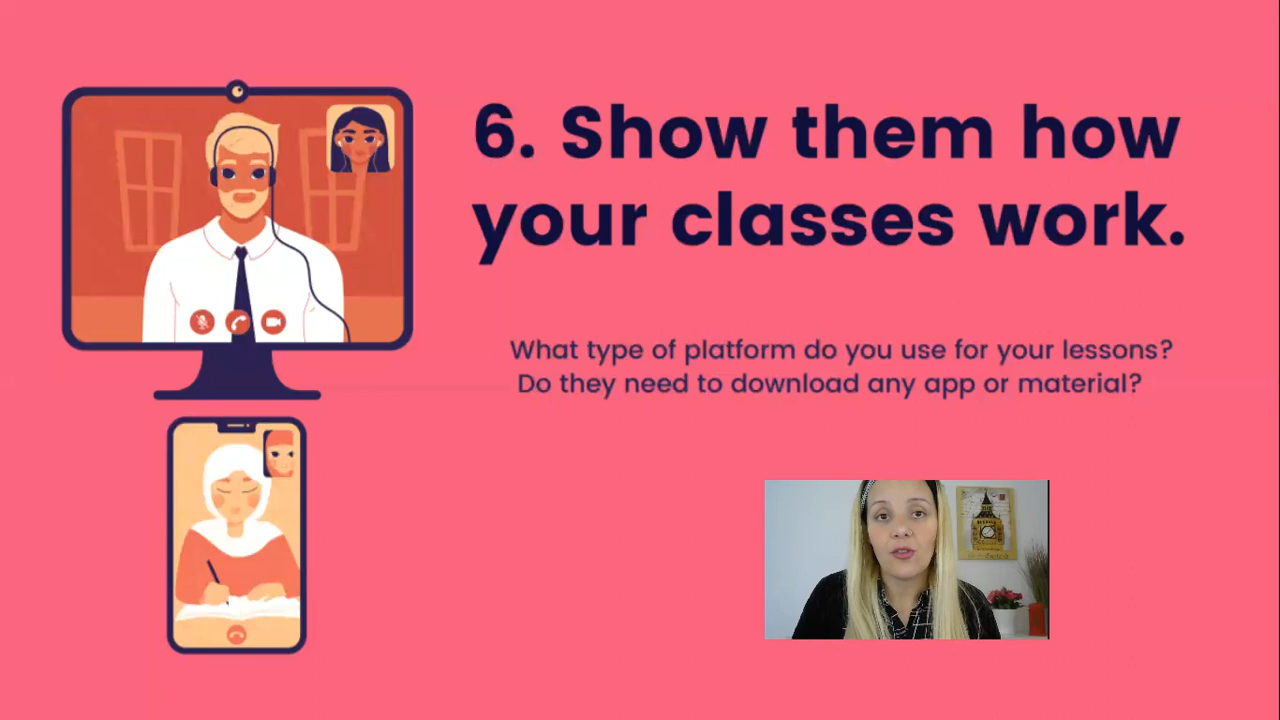 6. Show them how
your classes work.
What type of platform do you use for your lessons?
Do they need to download any app or material?